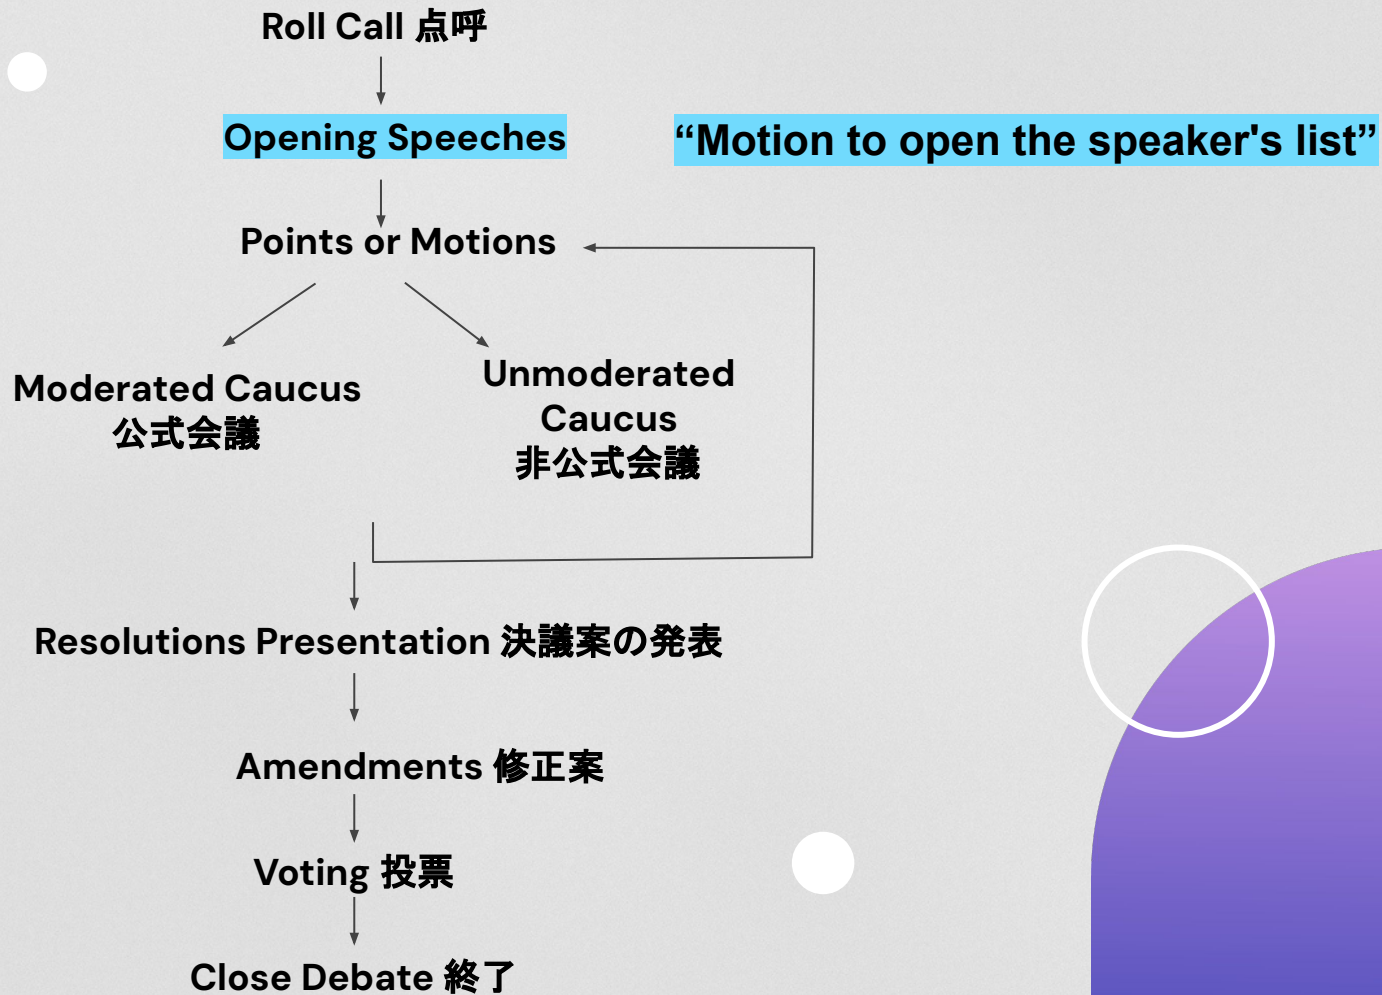 Roll Call 点呼
Opening Speeches
“Motion to open the speaker's list”
Points or Motions
Moderated Caucus
公式会議
Unmoderated
Caucus
非公式会議
Resolutions Presentation 決議案の発表
Amendments 修正案
Voting 投票
Close Debate 終了